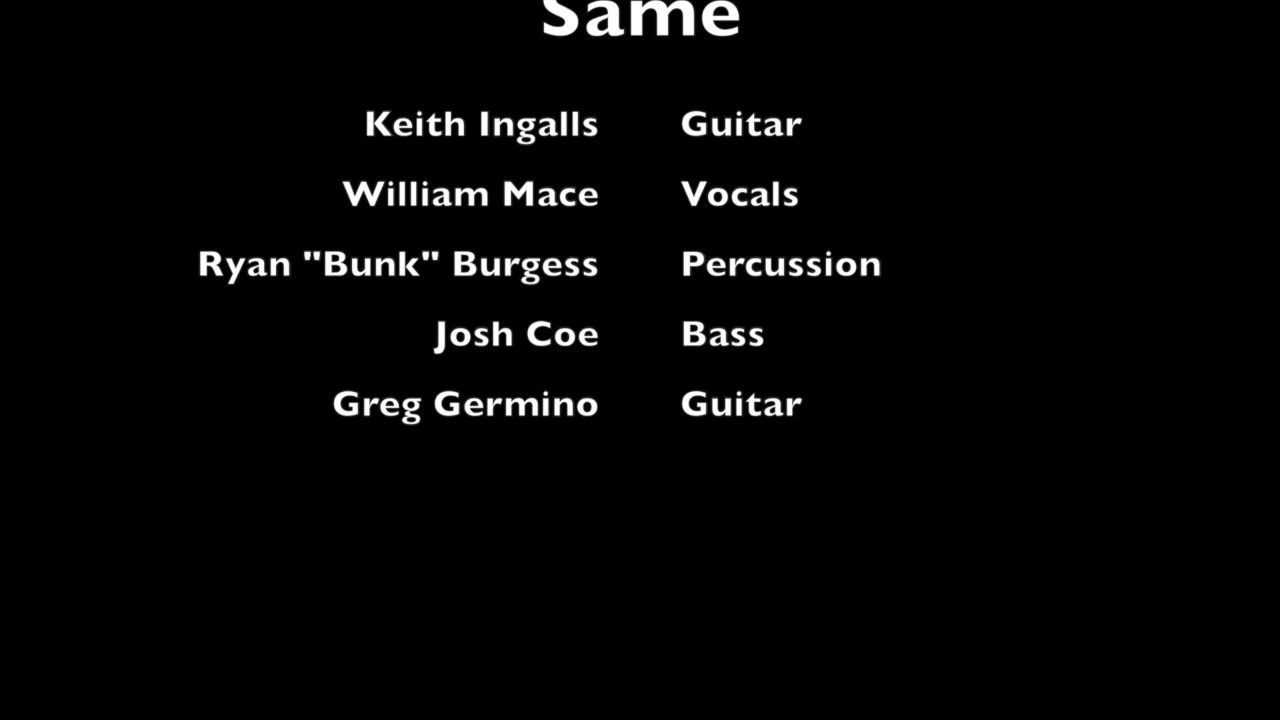 Same
Keith Ingalls Guitar
William Mace Vocals
Ryan "Bunk" Burgess Percussion
Josh Coe Bass
Greg Germino Guitar